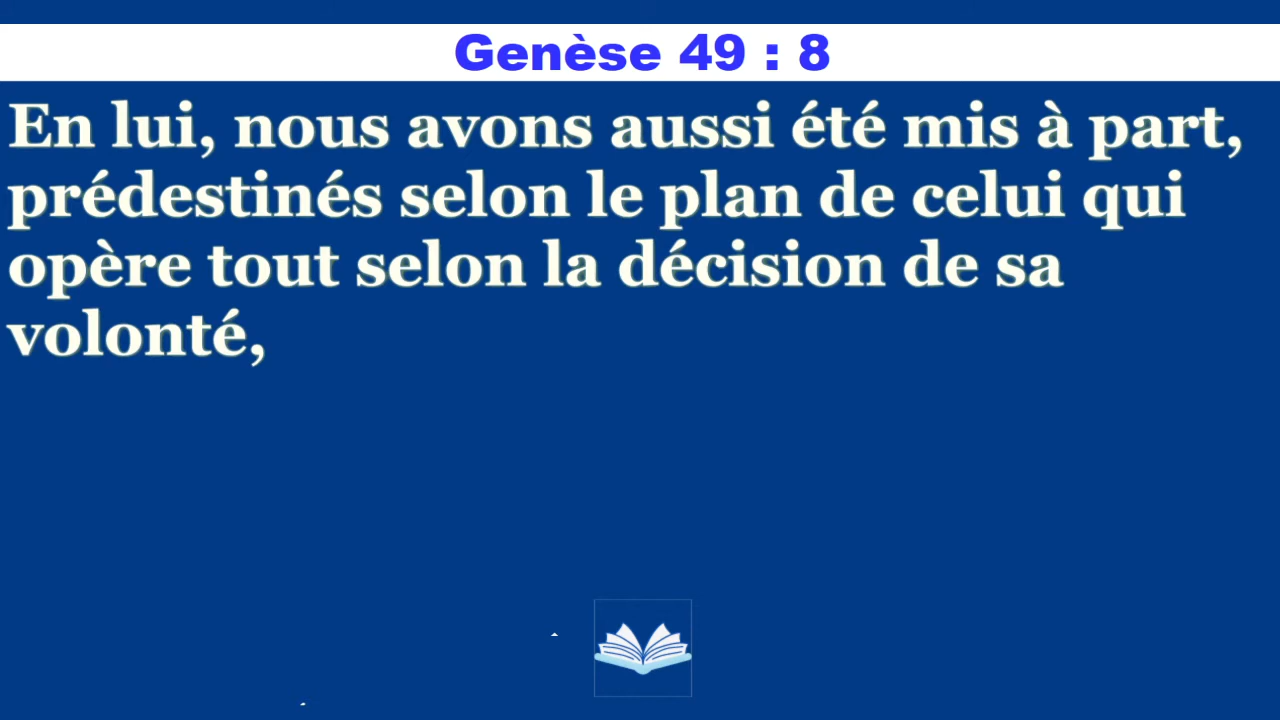 Genèse 49 : 8
En lui, nous avons aussi été mis à part,
prédestinés selon le plan de celui qui
opère tout selon la décision de sa
volonté,